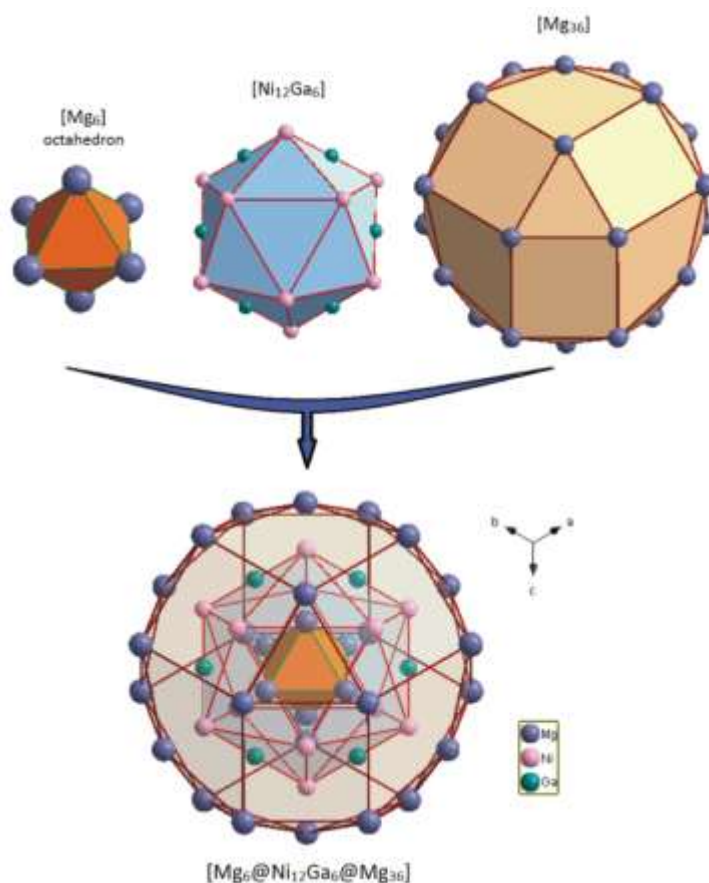 [Mg₃₆]
[Ni₁₂Ga₆]
[Mg₆]
octahedron
b
a
c
Mg
Ni
Ga
[Mg₆@Ni₁₂Ga₆@Mg₃₆]